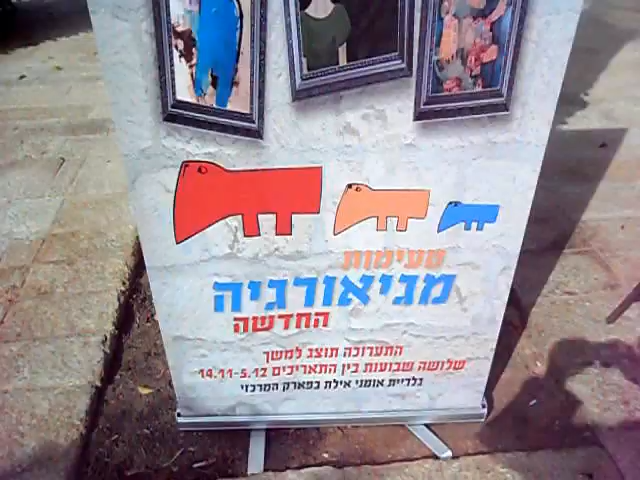 טעימות
מגיאורגיה
החדשה
התערוכה תוצג למשך
שלושה שבועות בין התאריכים 14.11-5.12
גלריית אומני אילת בפארק המרכזי